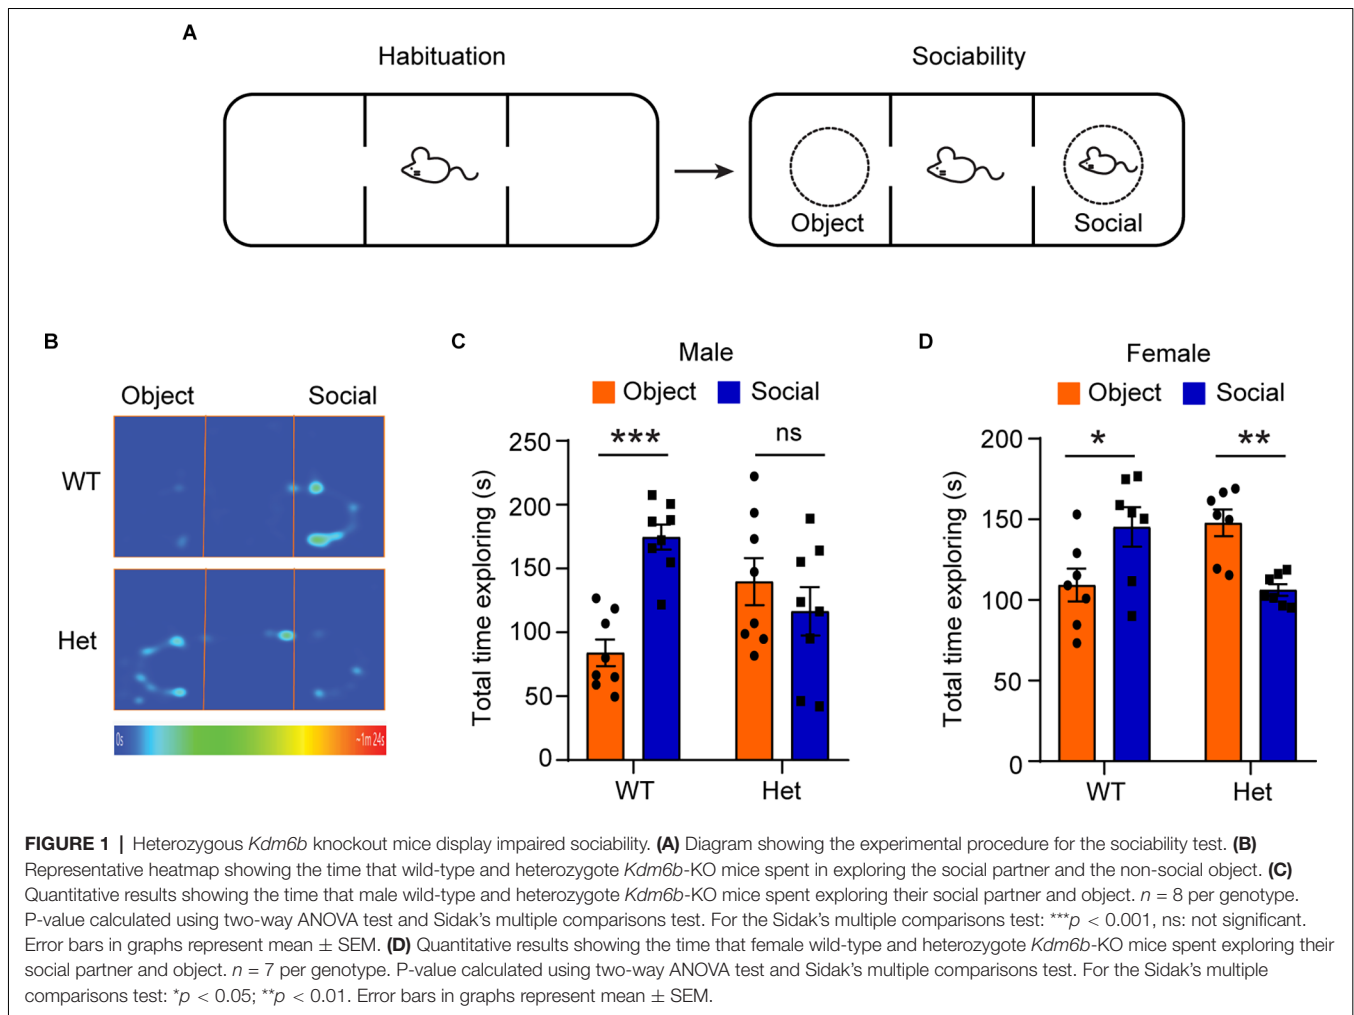 A
Habituation
Sociability
Object
Social
B
Object
Social
WT
Het
0s
~1m 24s
C
Male
Object
Social
***
ns
Total time exploring (s)
250
200
150
100
50
0
WT
Het
D
Female
Object
Social
*
**
Total time exploring (s)
200
150
100
50
0
WT
Het
FIGURE 1 | Heterozygous Kdm6b knockout mice display impaired sociability. (A) Diagram showing the experimental procedure for the sociability test. (B)
Representative heatmap showing the time that wild-type and heterozygote Kdm6b-KO mice spent in exploring the social partner and the non-social object. (C)
Quantitative results showing the time that male wild-type and heterozygote Kdm6b-KO mice spent exploring their social partner and object. n = 8 per genotype.
P-value calculated using two-way ANOVA test and Sidak's multiple comparisons test. For the Sidak's multiple comparisons test: ***p < 0.001, ns: not significant.
Error bars in graphs represent mean ± SEM. (D) Quantitative results showing the time that female wild-type and heterozygote Kdm6b-KO mice spent exploring their
social partner and object. n = 7 per genotype. P-value calculated using two-way ANOVA test and Sidak's multiple comparisons test. For the Sidak's multiple
comparisons test: *p < 0.05; **p < 0.01. Error bars in graphs represent mean ± SEM.